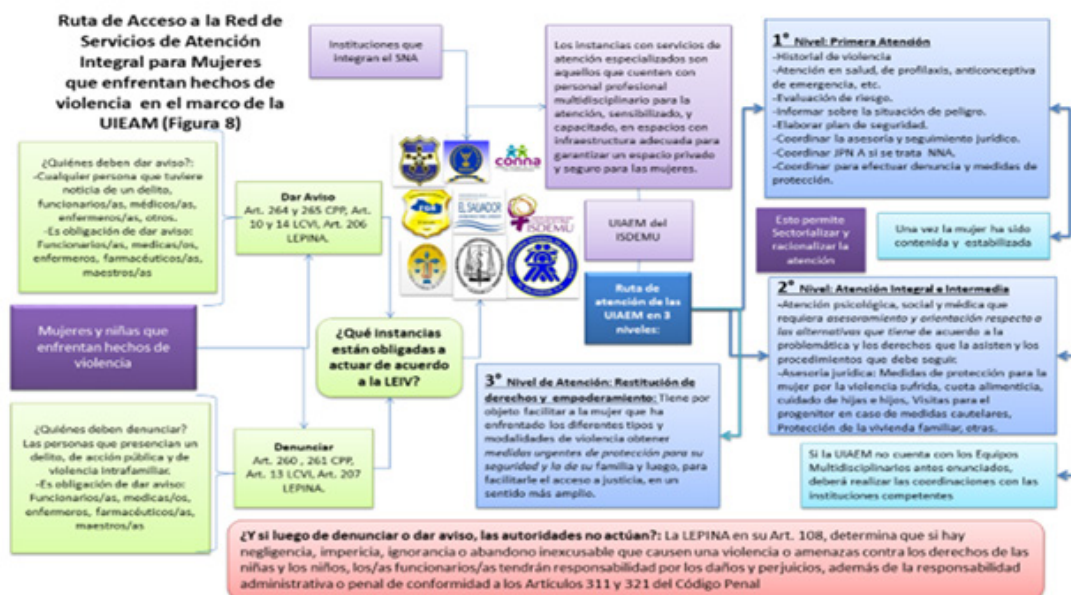 Ruta de Acceso a la Red de
Servicios de Atención
Integral para Mujeres
que enfrentan hechos de
violencia en el marco de la
UIEAM (Figura 8)
Instituciones que
integran el SNA
Los instancias con servicios de
atención especializados son
aquellos que cuenten con
personal profesional
multidisciplinario para la
atención, sensibilizado, y
capacitado, en espacios con
infraestructura adecuada para
garantizar un espacio privado
y seguro para las mujeres.
1° Nivel: Primera Atención
-Historial de violencia
-Atención en salud, de profilaxis, anticonceptiva
de emergencia, etc.
-Evaluación de riesgo.
-Informar sobre la situación de peligro.
-Elaborar plan de seguridad.
-Coordinar la asesoría y seguimiento jurídico.
-Coordinar JPN A si se trata NNA.
-Coordinar para efectuar denuncia y medidas de
protección.
¿Quiénes deben dar aviso?:
-Cualquier persona que tuviere
noticia de un delito,
funcionarios/as, médicos/as,
enfermeros/as, otros.
-Es obligación de dar aviso:
Funcionarios/as, medicas/os,
enfermeros, farmacéuticos/as,
maestros/as
Dar Aviso
Art. 264 y 265 CPP, Art.
10 y 14 LCVI, Art. 206
LEPINA.
conna
EL SALVADOR
ISDEMU
UIAEM del
ISDEMU
Esto permite
Sectorializar y
racionalizar la
atención
Una vez la mujer ha sido
contenida y estabilizada
Mujeres y niñas que
enfrentan hechos de
violencia
¿Qué instancias
están obligadas a
actuar de acuerdo
a la LEIV?
Ruta de
atención de las
UIAEM en 3
niveles:
2° Nivel: Atención Integral e Intermedia
-Atención psicológica, social y médica que
requiera asesoramiento y orientación respecto a
las alternativas que tiene de acuerdo a la
problemática y los derechos que la asisten y los
procedimientos que debe seguir.
-Asesoría jurídica: Medidas de protección para la
mujer por la violencia sufrida, cuota alimenticia,
cuidado de hijas e hijos, Visitas para el
progenitor en caso de medidas cautelares,
Protección de la vivienda familiar, otras.
3° Nivel de Atención: Restitución de
derechos y empoderamiento: Tiene por
objeto facilitar a la mujer que ha
enfrentado los diferentes tipos y
modalidades de violencia obtener
medidas urgentes de protección para su
seguridad y la de su familia y luego, para
facilitarle el acceso a justicia, en un
sentido más amplio.
¿Quiénes deben denunciar?
Las personas que presencian un
delito, de acción pública y de
violencia intrafamiliar.
-Es obligación de dar aviso:
Funcionarios/as, medicas/os,
enfermeros, farmacéuticos/as,
maestros/as
Denunciar
Art. 260 , 261 CPP,
Art. 13 LCVI, Art. 207
LEPINA.
Si la UIAEM no cuenta con los Equipos
Multidisciplinarios antes enunciados,
deberá realizar las coordinaciones con las
instituciones competentes
¿Y si luego de denunciar o dar aviso, las autoridades no actúan?: La LEPINA en su Art. 108, determina que si hay
negligencia, impericia, ignorancia o abandono inexcusable que causen una violencia o amenazas contra los derechos de las
niñas y los niños, los/as funcionarios/as tendrán responsabilidad por los daños y perjuicios, además de la responsabilidad
administrativa o penal de conformidad a los Artículos 311 y 321 del Código Penal